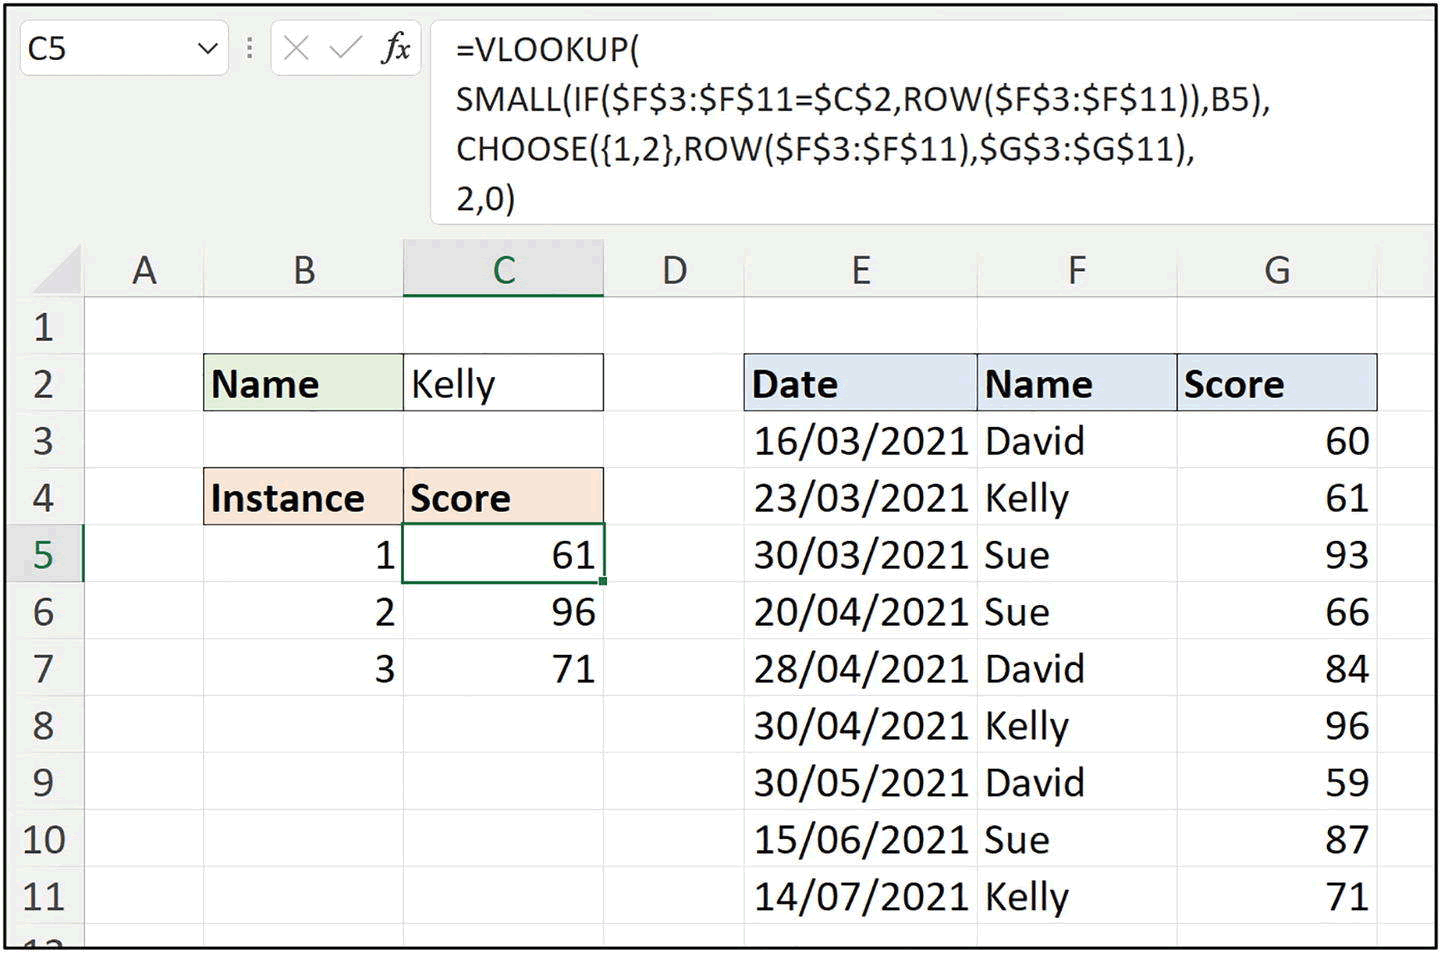 C5 fx =VLOOKUP(
SMALL(IF($F$3:$F$11=$C$2,ROW($F$3:$F$11)),B5),
CHOOSE({1,2},ROW($F$3:$F$11),$G$3:$G$11),
2,0)
A B C D E F G
1
2 Name Kelly Date Name Score
3 16/03/2021 David 60
4 Instance Score 23/03/2021 Kelly 61
5 1 61 30/03/2021 Sue 93
6 2 96 20/04/2021 Sue 66
7 3 71 28/04/2021 David 84
8 30/04/2021 Kelly 96
9 30/05/2021 David 59
10 15/06/2021 Sue 87
11 14/07/2021 Kelly 71